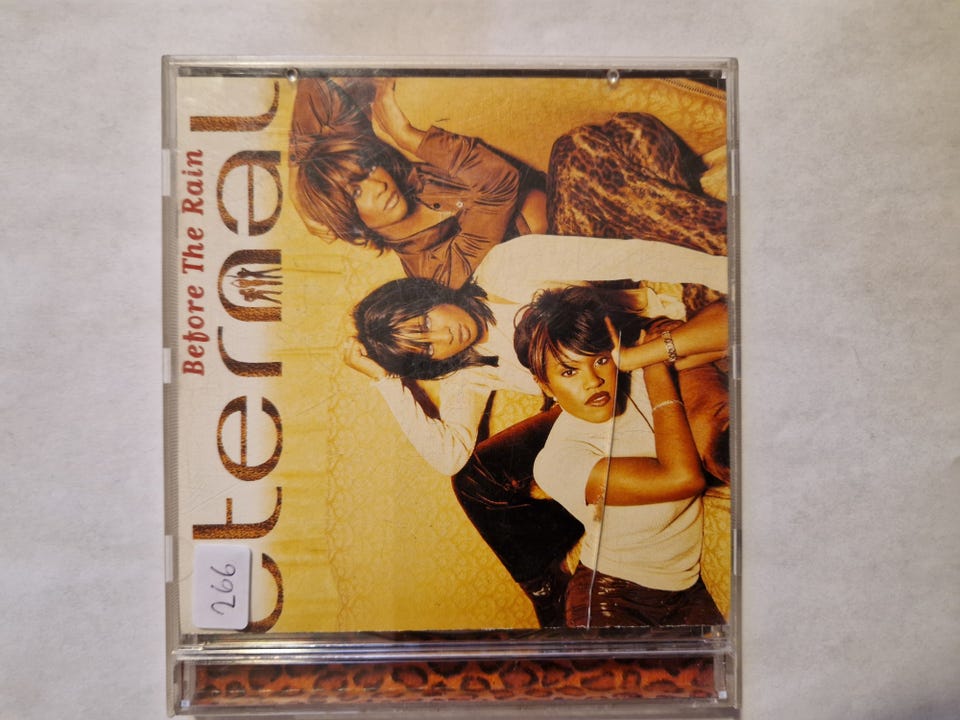 eternal
Before The Rain
266